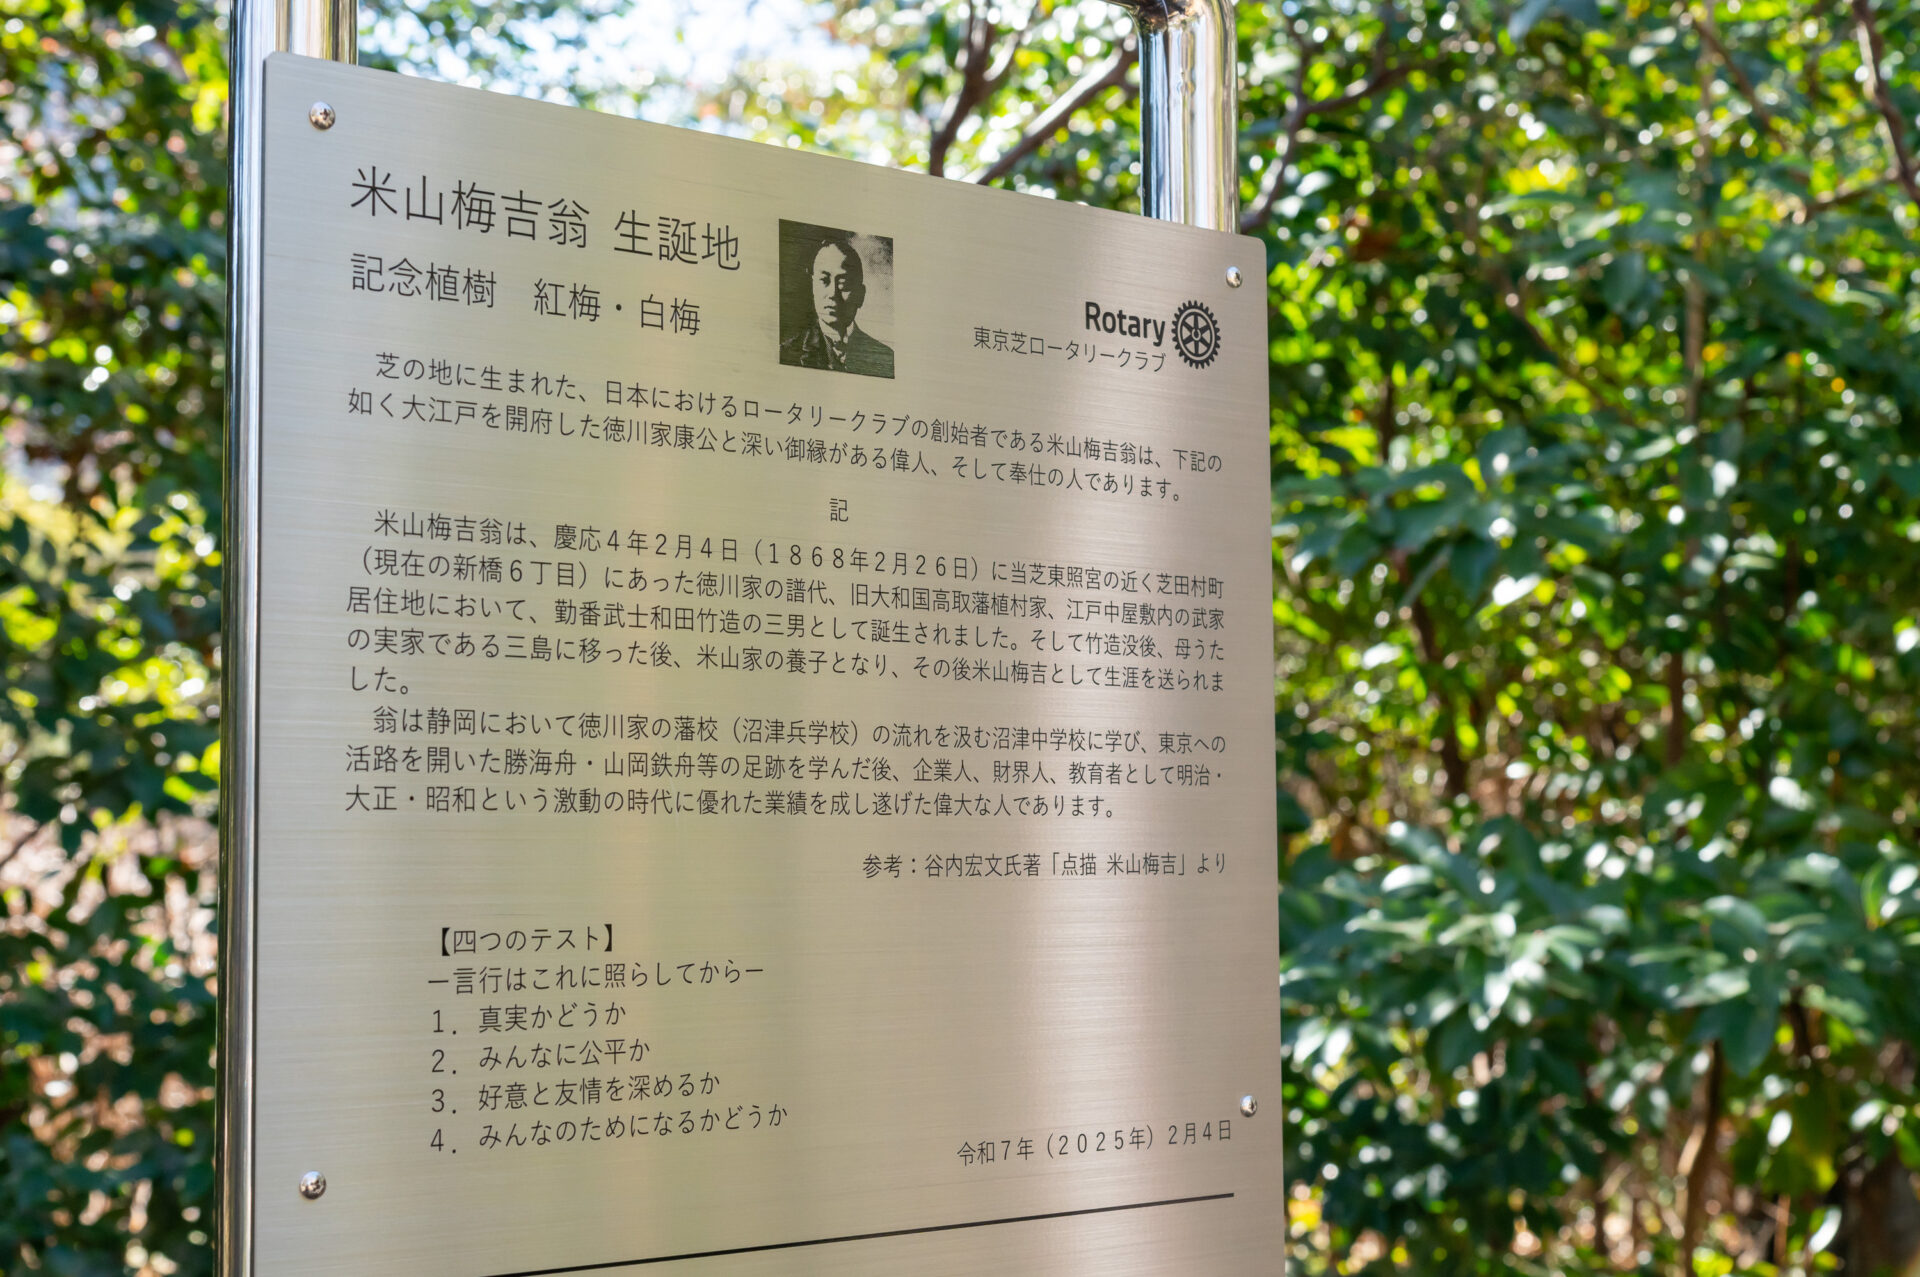 米山梅吉翁 生誕地
記念植樹　紅梅・白梅
Rotary
東京芝ロータリークラブ
　芝の地に生まれた、日本におけるロータリークラブの創始者である米山梅吉翁は、下記の
如く大江戸を開府した徳川家康公と深い御縁がある偉人、そして奉仕の人であります。
記
　米山梅吉翁は、慶応４年２月４日（１８６８年２月２６日）に当芝東照宮の近く芝田村町
（現在の新橋６丁目）にあった徳川家の譜代、旧大和国高取藩植村家、江戸中屋敷内の武家
居住地において、勤番武士和田竹造の三男として誕生されました。そして竹造没後、母うた
の実家である三島に移った後、米山家の養子となり、その後米山梅吉として生涯を送られま
した。
　翁は静岡において徳川家の藩校（沼津兵学校）の流れを汲む沼津中学校に学び、東京への
活路を開いた勝海舟・山岡鉄舟等の足跡を学んだ後、企業人、財界人、教育者として明治・
大正・昭和という激動の時代に優れた業績を成し遂げた偉大な人であります。
参考：谷内宏文氏著「点描 米山梅吉」より
【四つのテスト】
ー言行はこれに照らしてからー
１．真実かどうか
２．みんなに公平か
３．好意と友情を深めるか
４．みんなのためになるかどうか
令和７年（２０２５年）２月４日